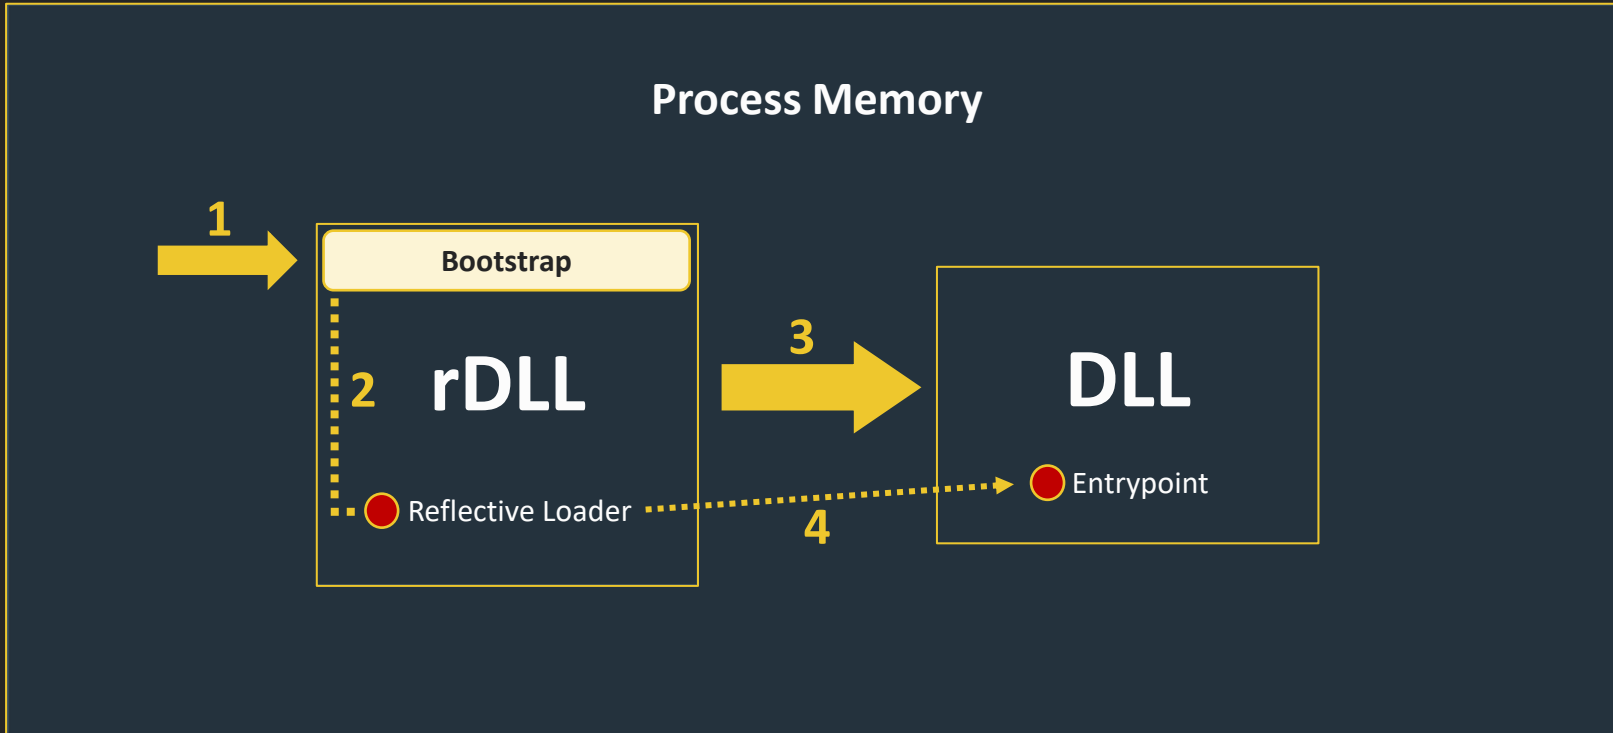 Process Memory
1
Bootstrap
rDLL
2
Reflective Loader
3
4
DLL
Entrypoint